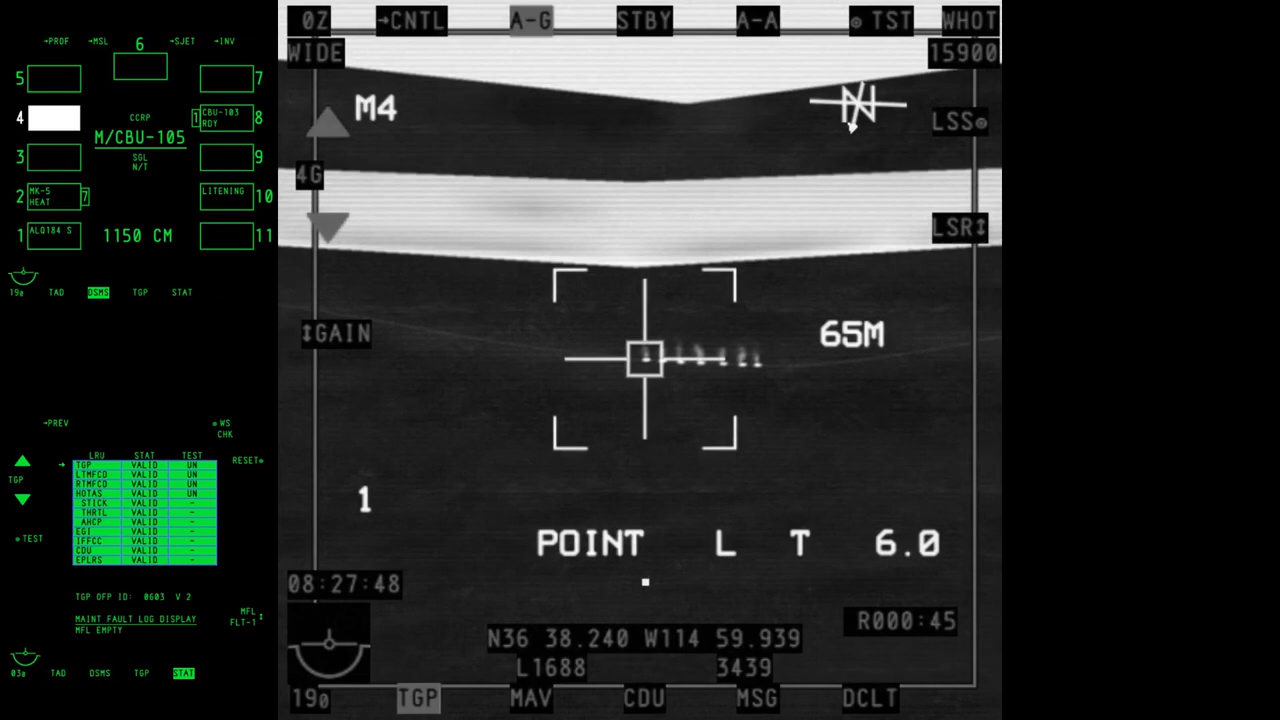 →PROF →MSL 6 →SJET →INV
5 7
4 1 CBU-103 8
RDY
CCRP
M/CBU-105
3 SGL 9
N/T
2 MK-5 7 LITENING 10
HEAT
1 ALQ184 S 1150 CM 11
TAD DSMS TGP STAT
→PREV WS
CHK
LRU STAT TEST RESET
TGP
TGP VALID UN
LTMFCD VALID UN
RTMFCD VALID UN
HOTAS VALID UN
STICK VALID -
THRTL VALID -
AHCP VALID -
EGI VALID -
IFFCC VALID -
CDU VALID -
EPLRS VALID -
TEST
TGP OFP ID: 0603 V 2
MAINT FAULT LOG DISPLAY
MFL EMPTY
MFL
FLT-1
TAD DSMS TGP STAT
0Z →CNTL A-G STBY A-A TST WHOT
WIDE 15900
M4 N
LSS
4G
LSR↕
↕GAIN 65M
1
POINT L T 6.0
08:27:48
R000:45
N36 38.240 W114 59.939
L1688 3439
TGP MAV CDU MSG DCLT